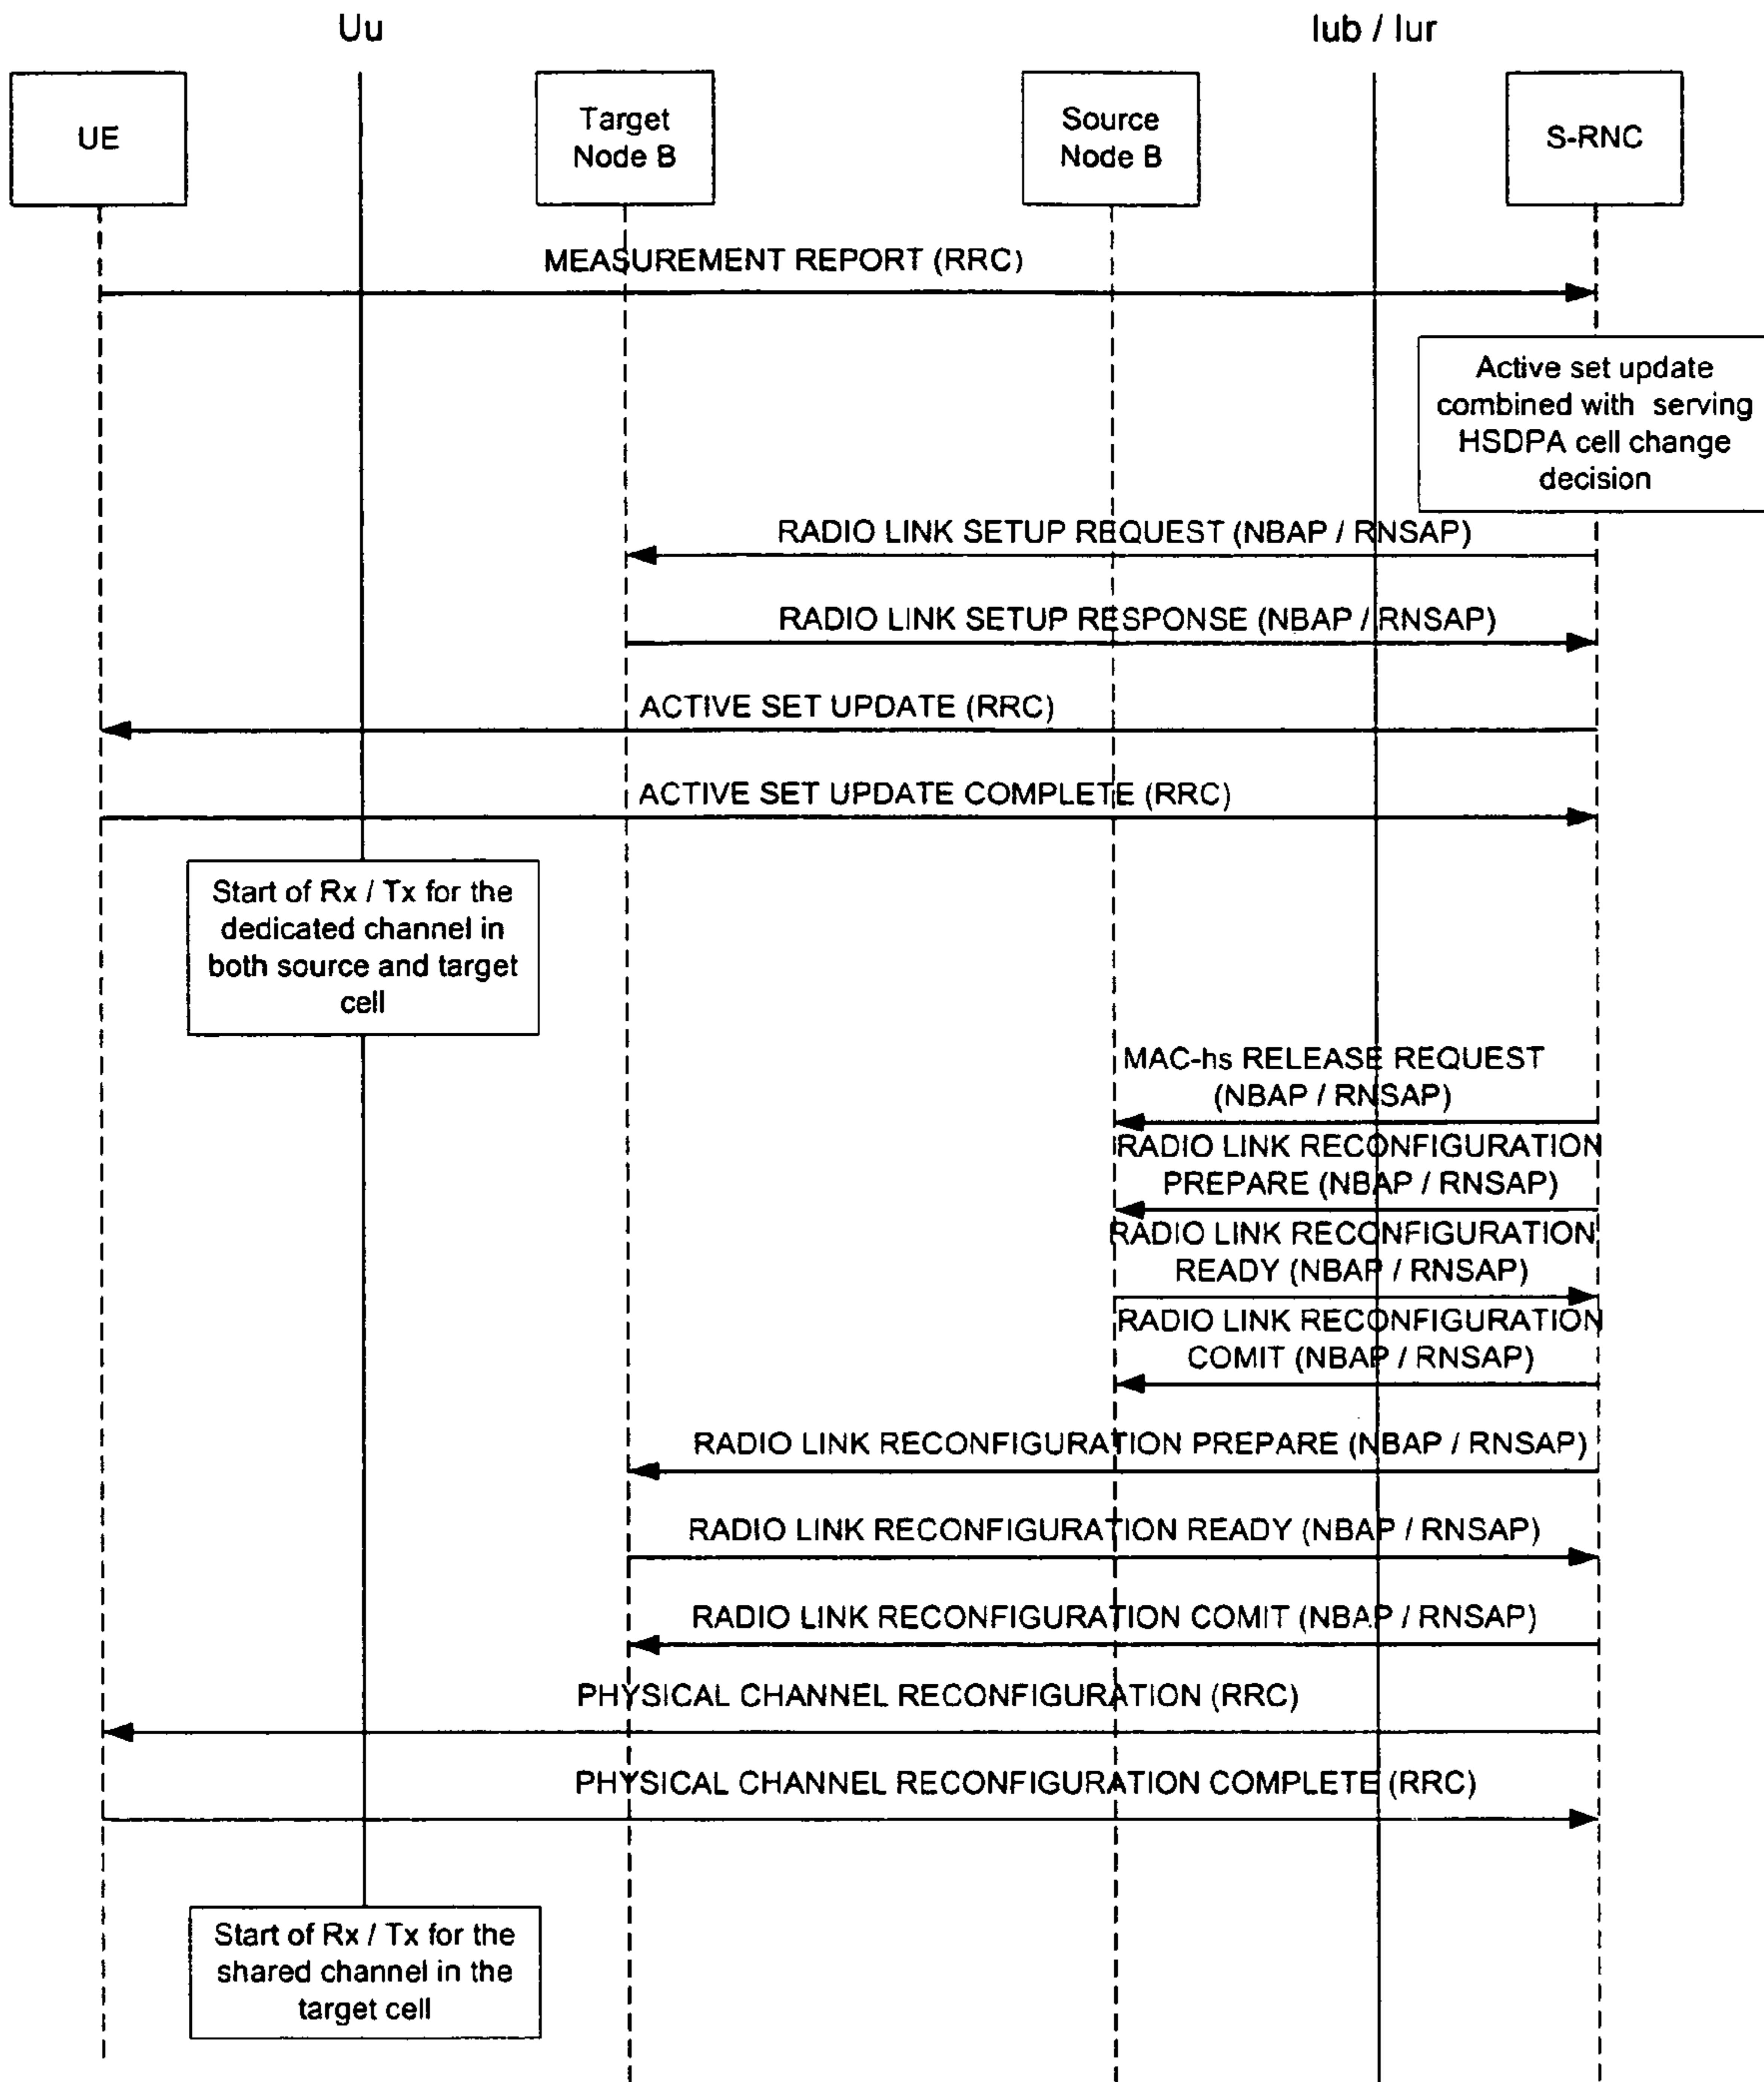 Uu
Iub / Iur
UE
Target
Node B
Source
Node B
S-RNC
MEASUREMENT REPORT (RRC)
Active set update
combined with serving
HSDPA cell change
decision
RADIO LINK SETUP REQUEST (NBAP / RNSAP)
RADIO LINK SETUP RESPONSE (NBAP / RNSAP)
ACTIVE SET UPDATE (RRC)
ACTIVE SET UPDATE COMPLETE (RRC)
Start of Rx / Tx for the
dedicated channel in
both source and target
cell
MAC-hs RELEASE REQUEST
(NBAP / RNSAP)
RADIO LINK RECONFIGURATION
PREPARE (NBAP / RNSAP)
RADIO LINK RECONFIGURATION
READY (NBAP / RNSAP)
RADIO LINK RECONFIGURATION
COMIT (NBAP / RNSAP)
RADIO LINK RECONFIGURATION PREPARE (NBAP / RNSAP)
RADIO LINK RECONFIGURATION READY (NBAP / RNSAP)
RADIO LINK RECONFIGURATION COMIT (NBAP / RNSAP)
PHYSICAL CHANNEL RECONFIGURATION (RRC)
PHYSICAL CHANNEL RECONFIGURATION COMPLETE (RRC)
Start of Rx / Tx for the
shared channel in the
target cell